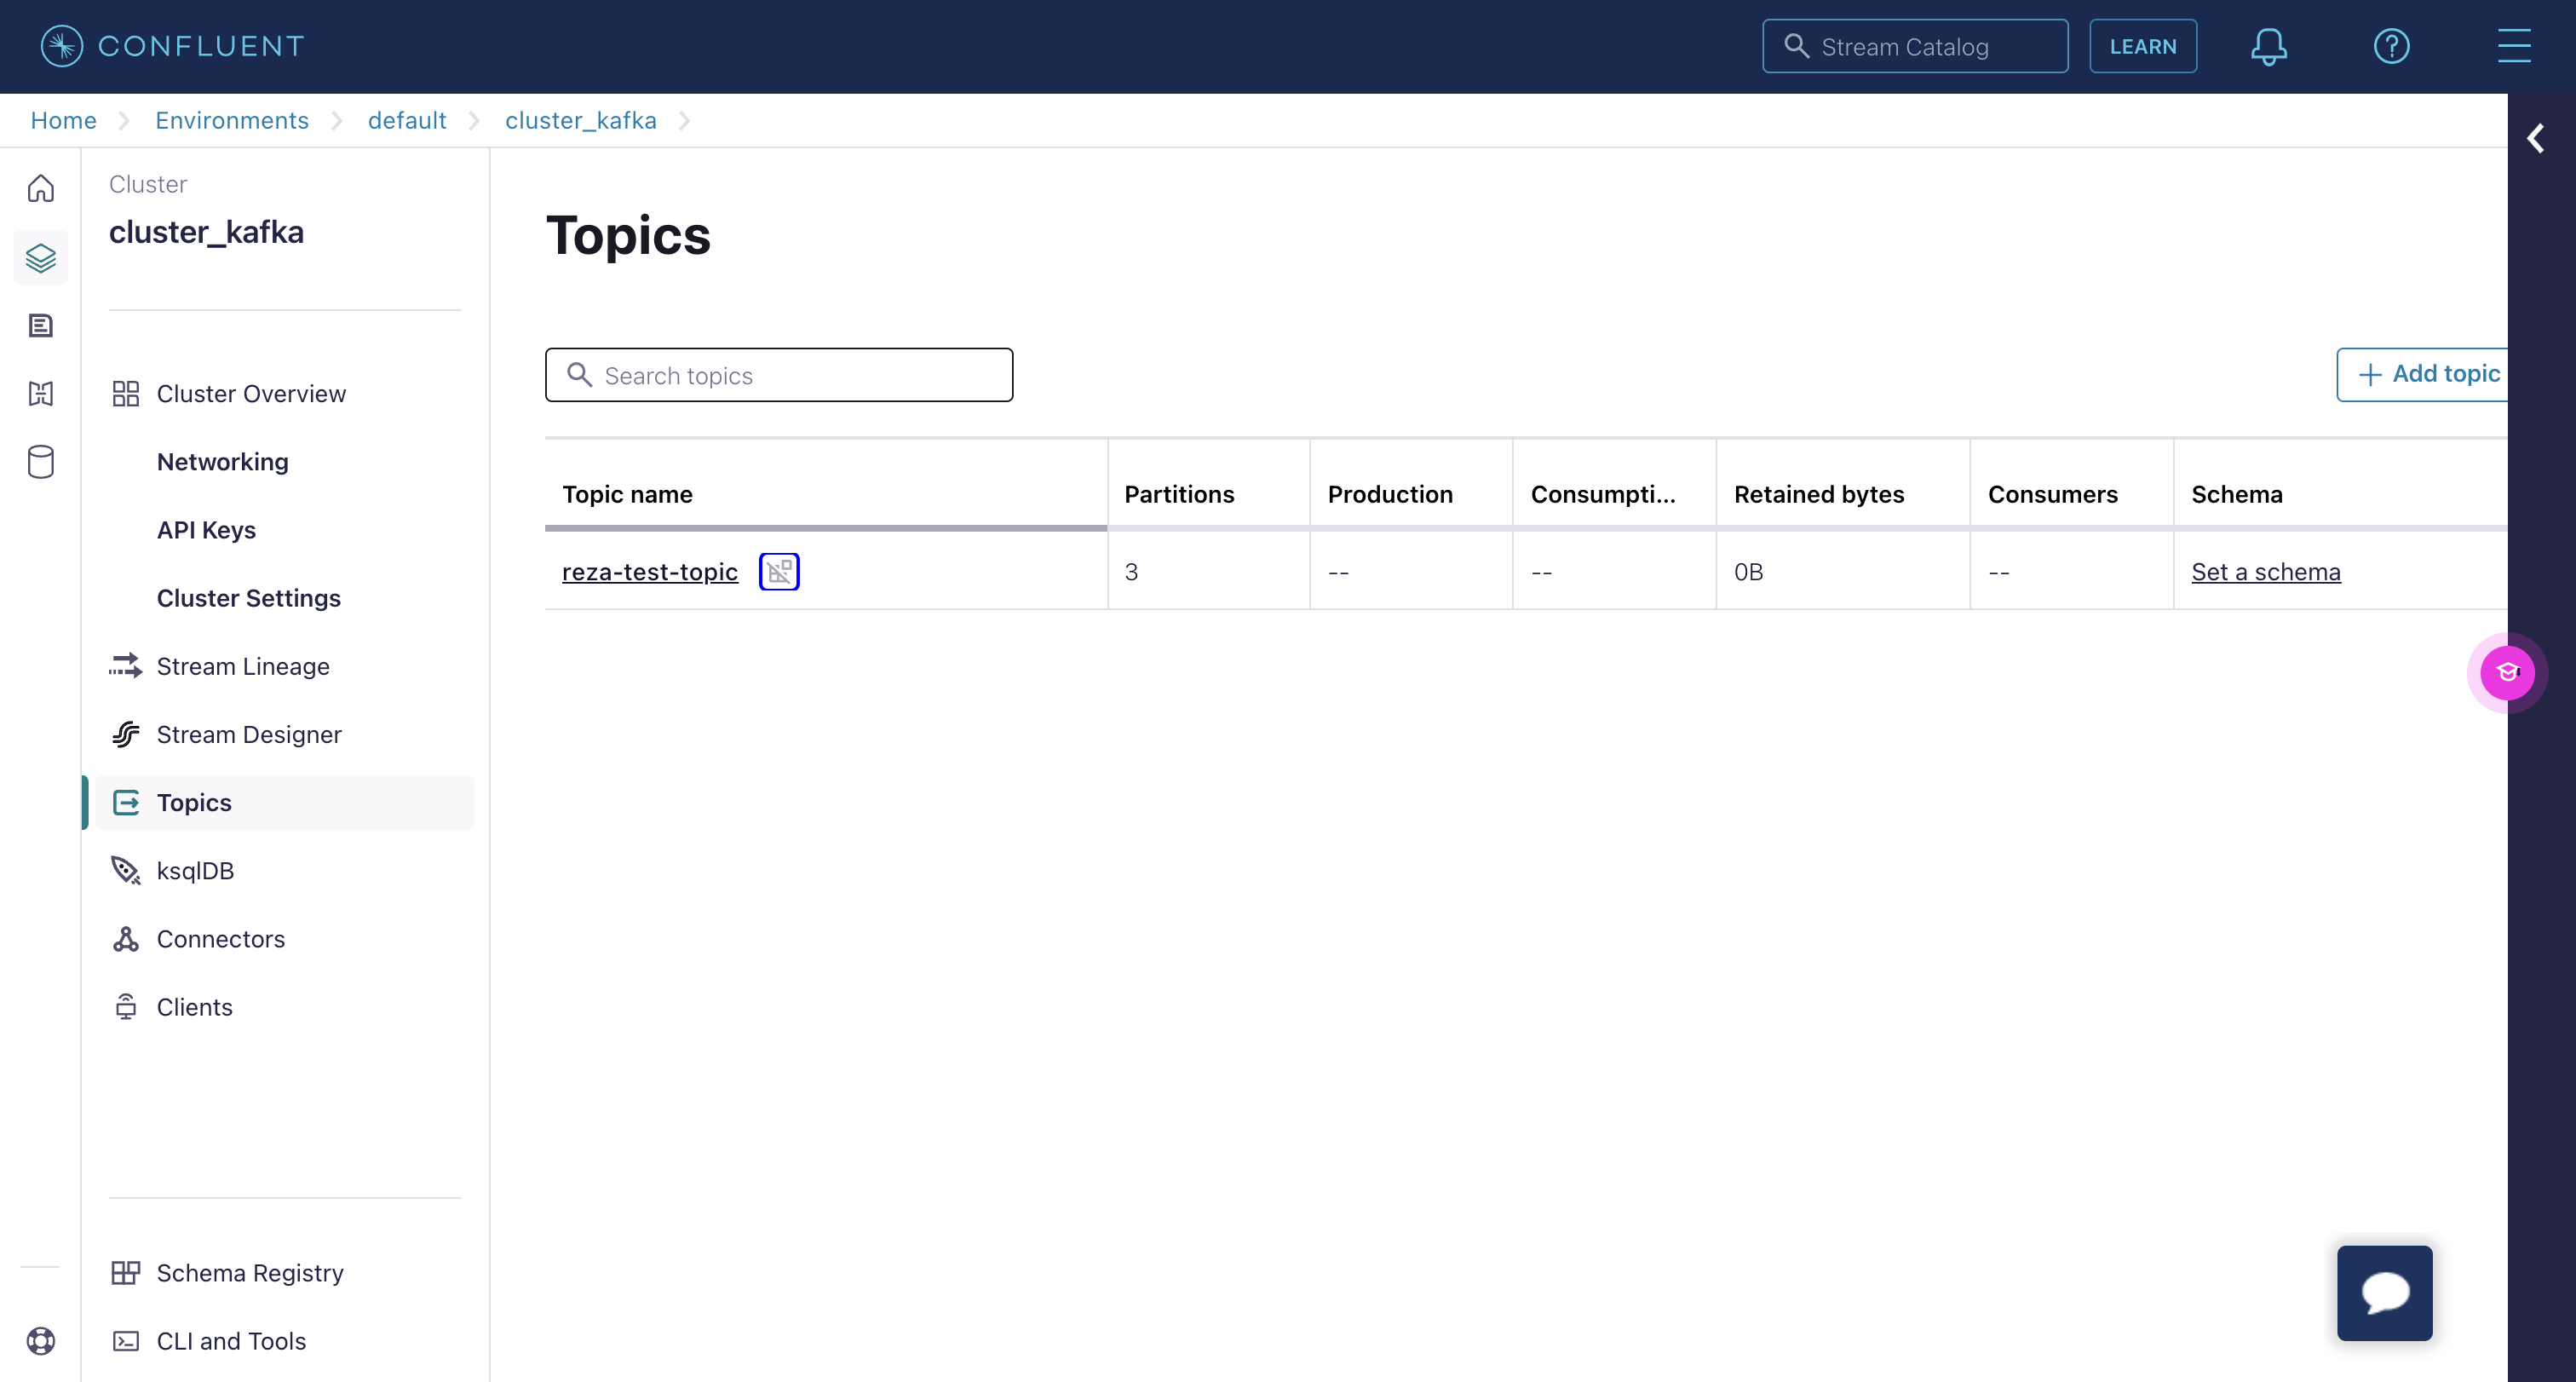 CONFLUENT
Stream Catalog
LEARN
Home
Environments
default
cluster_kafka
Cluster
cluster_kafka
Cluster Overview
Networking
API Keys
Cluster Settings
Stream Lineage
Stream Designer
Topics
ksqlDB
Connectors
Clients
Schema Registry
CLI and Tools
Topics
Search topics
Add topic
Topic name Partitions Production Consumpti... Retained bytes Consumers Schema
reza-test-topic 3 -- -- 0B -- Set a schema